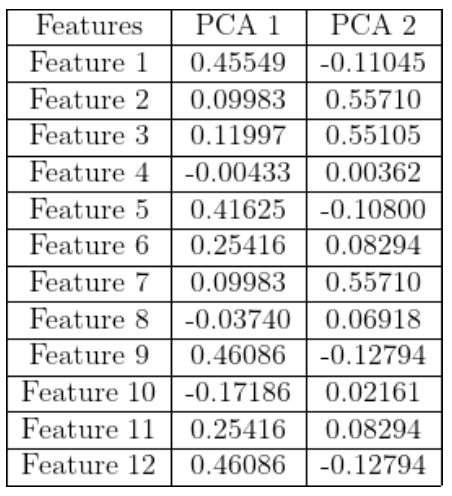 Features PCA 1 PCA 2
Feature 1 0.45549 -0.11045
Feature 2 0.09983 0.55710
Feature 3 0.11997 0.55105
Feature 4 -0.00433 0.00362
Feature 5 0.41625 -0.10800
Feature 6 0.25416 0.08294
Feature 7 0.09983 0.55710
Feature 8 -0.03740 0.06918
Feature 9 0.46086 -0.12794
Feature 10 -0.17186 0.02161
Feature 11 0.25416 0.08294
Feature 12 0.46086 -0.12794